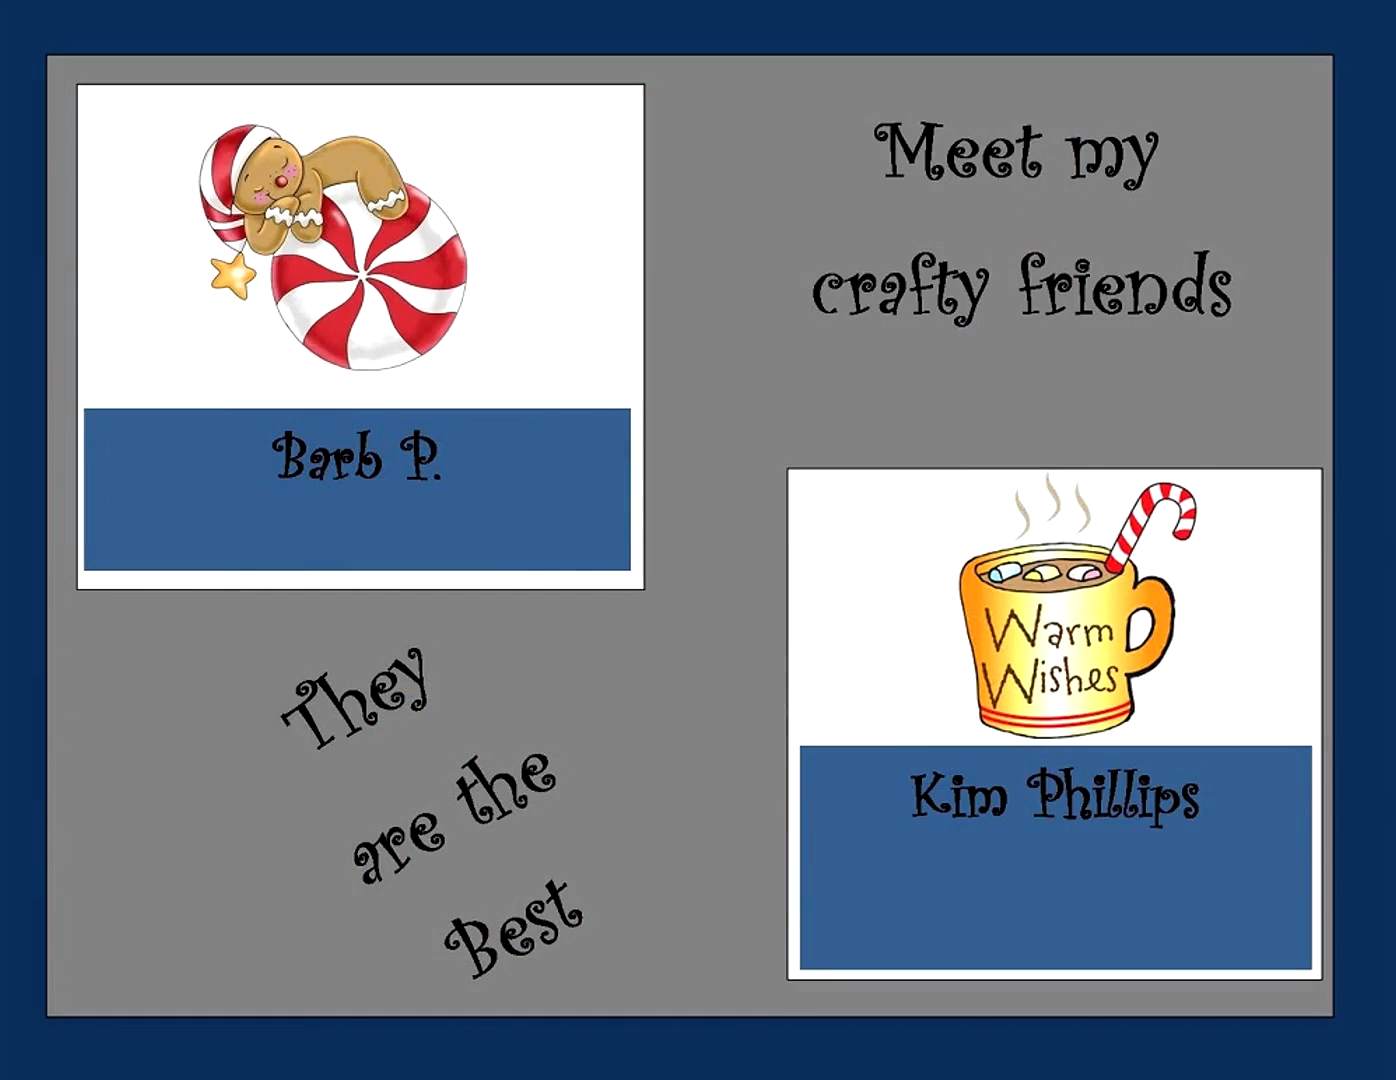 Meet my
crafty friends
Barb P.
Warm
Wishes
Kim Phillips
They
are the
Best